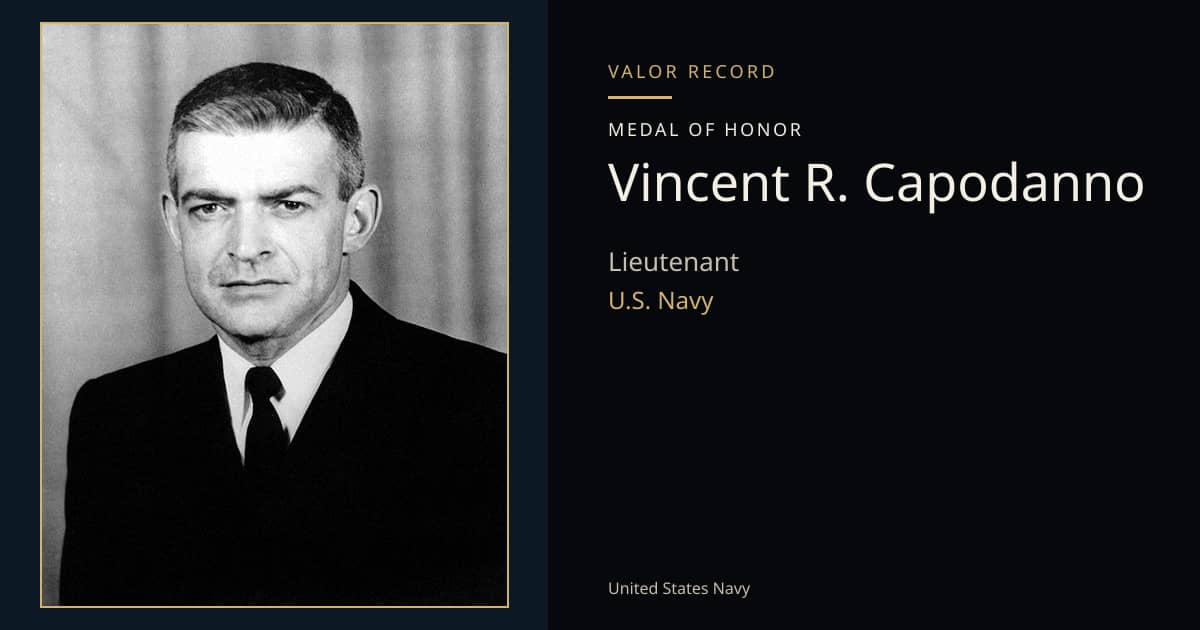 VALOR RECORD
MEDAL OF HONOR
Vincent R. Capodanno
Lieutenant
U.S. Navy
United States Navy